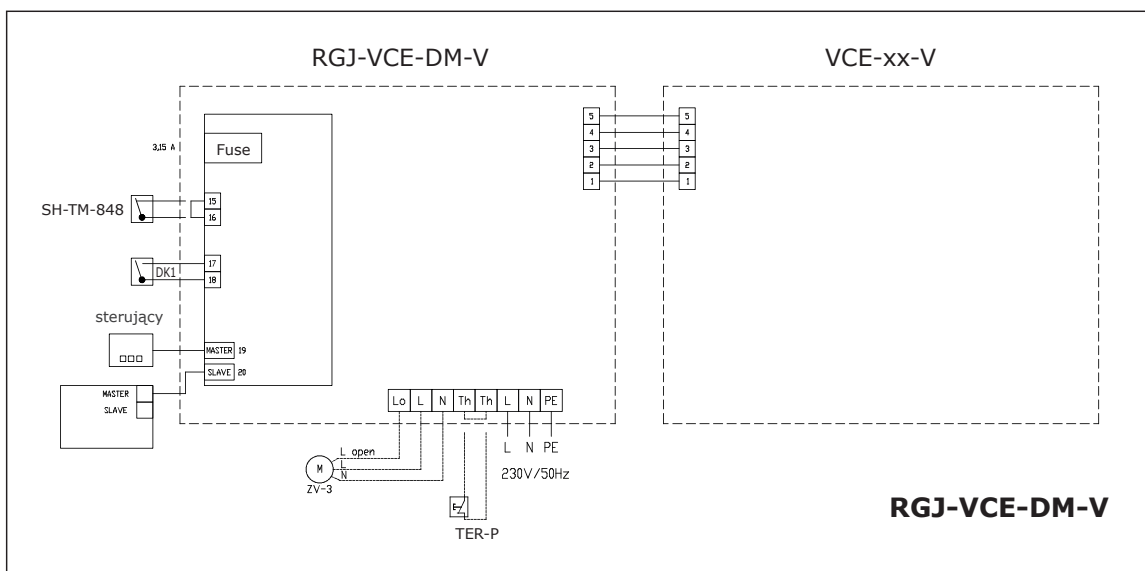 RGJ-VCE-DM-V
VCE-xx-V
3,15 A
Fuse
5
4
3
2
1
5
4
3
2
1
SH-TM-848
15
16
DK1
17
18
sterujący
MASTER 19
SLAVE 20
MASTER
SLAVE
Lo L N Th Th L N PE
L open
L
N
M
ZV-3
L N PE
230V/50Hz
TER-P
RGJ-VCE-DM-V